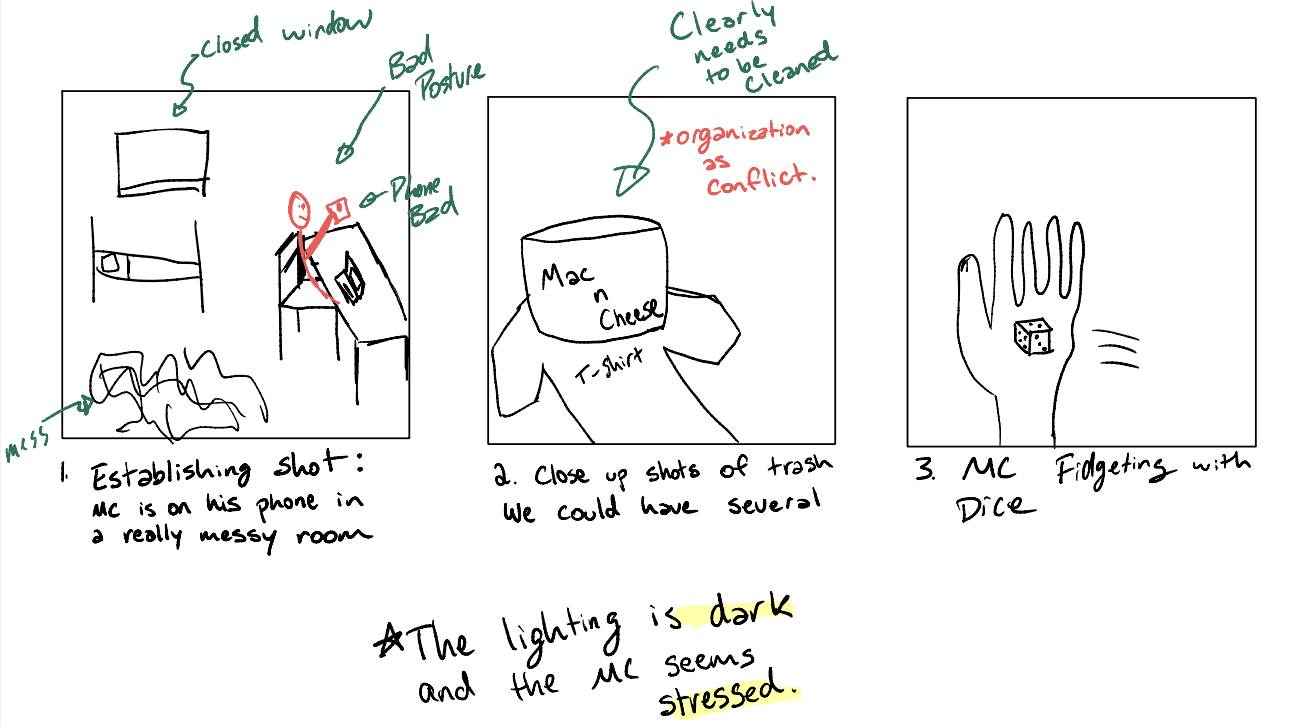 Closed window
Bad
Posture
Phone
Bad
mess
1. Establishing shot:
MC is on his phone in
a really messy room
Clearly
needs
to be
Cleaned
*organization
as
conflict.
Mac
n
Cheese
T-shirt
2. Close up shots of trash
We could have several
3. MC Fidgeting with
Dice
☆The lighting is dark
and the MC seems
stressed.